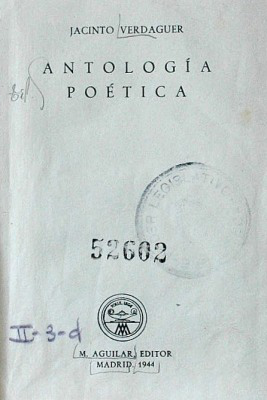 JACINTO VERDAGUER
ANTOLOGÍA
POÉTICA
52602
II-3-d
M. AGUILAR, EDITOR
MADRID 1944